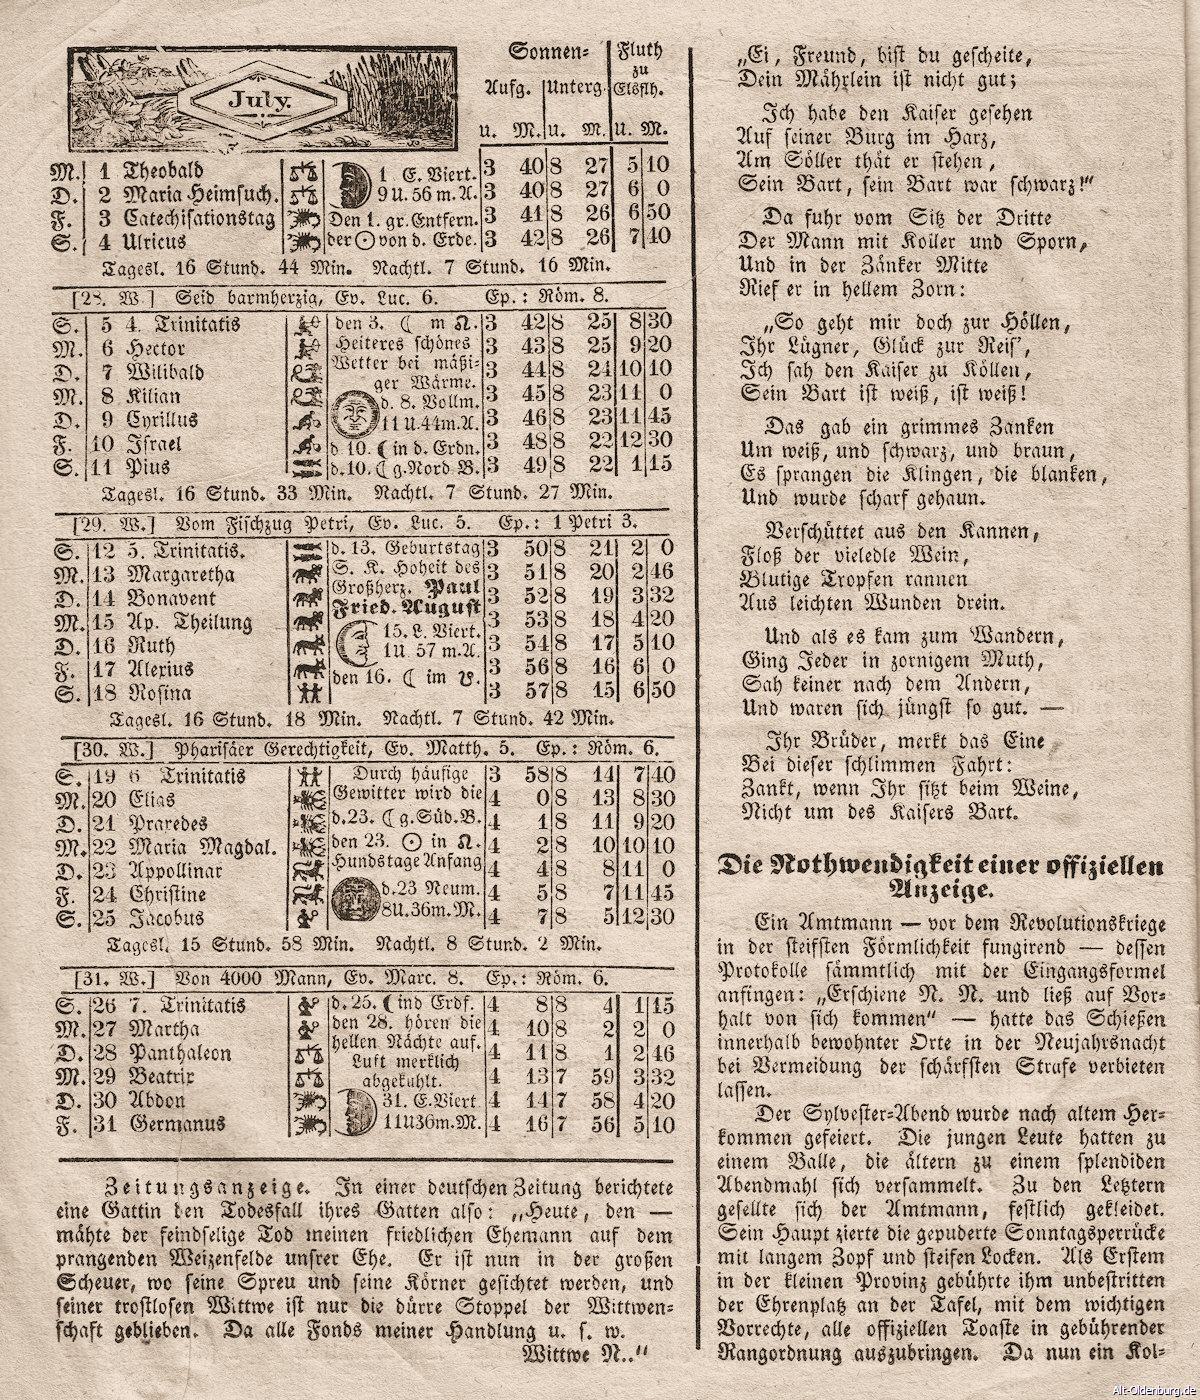 July.
Sonnen- Fluth
zu
Aufg. Unterg. Elsflh.
u. M. u. M. U. M.
M. 1 Theobald 1. E. Viert. 3 40 8 27 5 10
D. 2 Maria Heimsuch. 9 U. 56 m. A. 3 40 8 27 6 0
F. 3 Catechisationstag Den 1. gr. Entfern. 3 41 8 26 6 50
S. 4 Ulricus der ☉ von d. Erde. 3 42 8 26 7 40
Tagesl. 16 Stund. 44 Min. Nachtl. 7 Stund. 16 Min.
[28. W.] Seid barmherzig, Ev. Luc. 6. Ep.: Röm. 8.
S. 5 4. Trinitatis den 3. ☾ m ☊. 3 42 8 25 8 30
M. 6 Hector Heiteres schönes 3 43 8 25 9 20
D. 7 Wilibald Wetter bei mäßi- 3 44 8 24 10 10
ger Wärme.
M. 8 Kilian d. 8. Vollm. 3 45 8 23 11 0
D. 9 Cyrillus 11 U. 44 m. A. 3 46 8 23 11 45
F. 10 Israel d 10. ☾ in d. Erdn. 3 48 8 22 12 30
S. 11 Pius d. 10. ☾ g. Nord B. 3 49 8 22 1 15
Tagesl. 16 Stund. 33 Min. Nachtl. 7 Stund. 27 Min.
[29. W.] Vom Fischzug Petri, Ev. Luc. 5. Ep.: 1 Petri 3.
S. 12 5. Trinitatis. d. 13. Geburtstag 3 50 8 21 2 0
M. 13 Margaretha S. K. Hoheit des 3 51 8 20 2 46
D. 14 Bonavent Großherz. Paul 3 52 8 19 3 32
M. 15 Ap. Theilung Fried. August 3 53 8 18 4 20
D. 16 Ruth 15. L. Viert. 3 54 8 17 5 10
F. 17 Alexius 1 U 57 m. A. 3 56 8 16 6 0
S. 18 Rosina den 16. ☾ im ☋. 3 57 8 15 6 50
Tagesl. 16 Stund. 18 Min. Nachtl. 7 Stund. 42 Min.
[30. W.] Pharisäer Gerechtigkeit, Ev. Matth. 5. Ep.: Röm. 6.
S. 19 6 Trinitatis Durch häufige 3 58 8 14 7 40
M. 20 Elias Gewitter wird die 4 0 8 13 8 30
D. 21 Praxedes d. 23. ☾ g. Süd. B. 4 1 8 11 9 20
M. 22 Maria Magdal. den 23. ☉ in ♌. 4 2 8 10 10 10
D. 23 Appollinar Hundstage Anfang 4 4 8 8 11 0
F. 24 Christine d. 23 Neum. 4 5 8 7 11 45
S. 25 Jacobus 8 U. 36 m. M. 4 7 8 5 12 30
Tagesl. 15 Stund. 58 Min. Nachtl. 8 Stund. 2 Min.
[31. W.] Von 4000 Mann, Ev. Marc. 8. Ep.: Röm. 6.
S. 26 7. Trinitatis d. 25. ☾ ind Erdf. 4 8 8 4 1 15
M. 27 Martha den 28. hören die 4 10 8 2 2 0
D. 28 Panthaleon hellen Nächte auf. 4 11 8 1 2 46
Luft merklich
M. 29 Beatrix abgekühlt. 4 13 7 59 3 32
D. 30 Abdon 31. E. Viert 4 14 7 58 4 20
F. 31 Germanus 11 U 36 m. M. 4 16 7 56 5 10
Zeitungsanzeige. In einer deutschen Zeitung berichtete
eine Gattin den Todesfall ihres Gatten also: „Heute, den —
mähte der feindselige Tod meinen friedlichen Ehemann auf dem
prangenden Weizenfelde unsrer Ehe. Er ist nun in der großen
Scheuer, wo seine Spreu und seine Körner gesichtet werden, und
seiner trostlosen Wittwe ist nur die dürre Stoppel der Wittwen-
schaft geblieben. Da alle Fonds meiner Handlung u. s. w.
Wittwe N.."
„Ei, Freund, bist du gescheite,
Dein Mährlein ist nicht gut;
Ich habe den Kaiser gesehen
Auf seiner Burg im Harz,
Am Söller thät er stehen,
Sein Bart, sein Bart war schwarz!"
Da fuhr vom Sitz der Dritte
Der Mann mit Koller und Sporn,
Und in der Zänker Mitte
Rief er in hellem Zorn:
„So geht mir doch zur Höllen,
Ihr Lügner, Glück zur Reis',
Ich sah den Kaiser zu Köllen,
Sein Bart ist weiß, ist weiß!
Das gab ein grimmes Zanken
Um weiß, und schwarz, und braun,
Es sprangen die Klingen, die blanken,
Und wurde scharf gehaun.
Verschüttet aus den Kannen,
Floß der vieledle Wein,
Blutige Tropfen rannen
Aus leichten Wunden drein.
Und als es kam zum Wandern,
Ging Jeder in zornigem Muth,
Sah keiner nach dem Andern,
Und waren sich jüngst so gut. —
Ihr Brüder, merkt das Eine
Bei dieser schlimmen Fahrt:
Zankt, wenn Ihr sitzt beim Weine,
Nicht um des Kaisers Bart.
Die Nothwendigkeit einer offiziellen
Anzeige.
Ein Amtmann — vor dem Revolutionskriege
in der steifsten Förmlichkeit fungirend — dessen
Protokolle sämmtlich mit der Eingangsformel
anfingen: „Erschiene N. N. und ließ auf Vor-
halt von sich kommen" — hatte das Schießen
innerhalb bewohnter Orte in der Neujahrsnacht
bei Vermeidung der schärfsten Strafe verbieten
lassen.
Der Sylvester-Abend wurde nach altem Her-
kommen gefeiert. Die jungen Leute hatten zu
einem Balle, die ältern zu einem splendiden
Abendmahl sich versammelt. Zu den Letztern
gesellte sich der Amtmann, festlich gekleidet.
Sein Haupt zierte die gepuderte Sonntagsperrücke
mit langem Zopf und steifen Locken. Als Erstem
in der kleinen Provinz gebührte ihm unbestritten
der Ehrenplatz an der Tafel, mit dem wichtigen
Vorrechte, alle offiziellen Toaste in gebührender
Rangordnung auszubringen. Da nun ein Kol-
Alt-Oldenburg.de